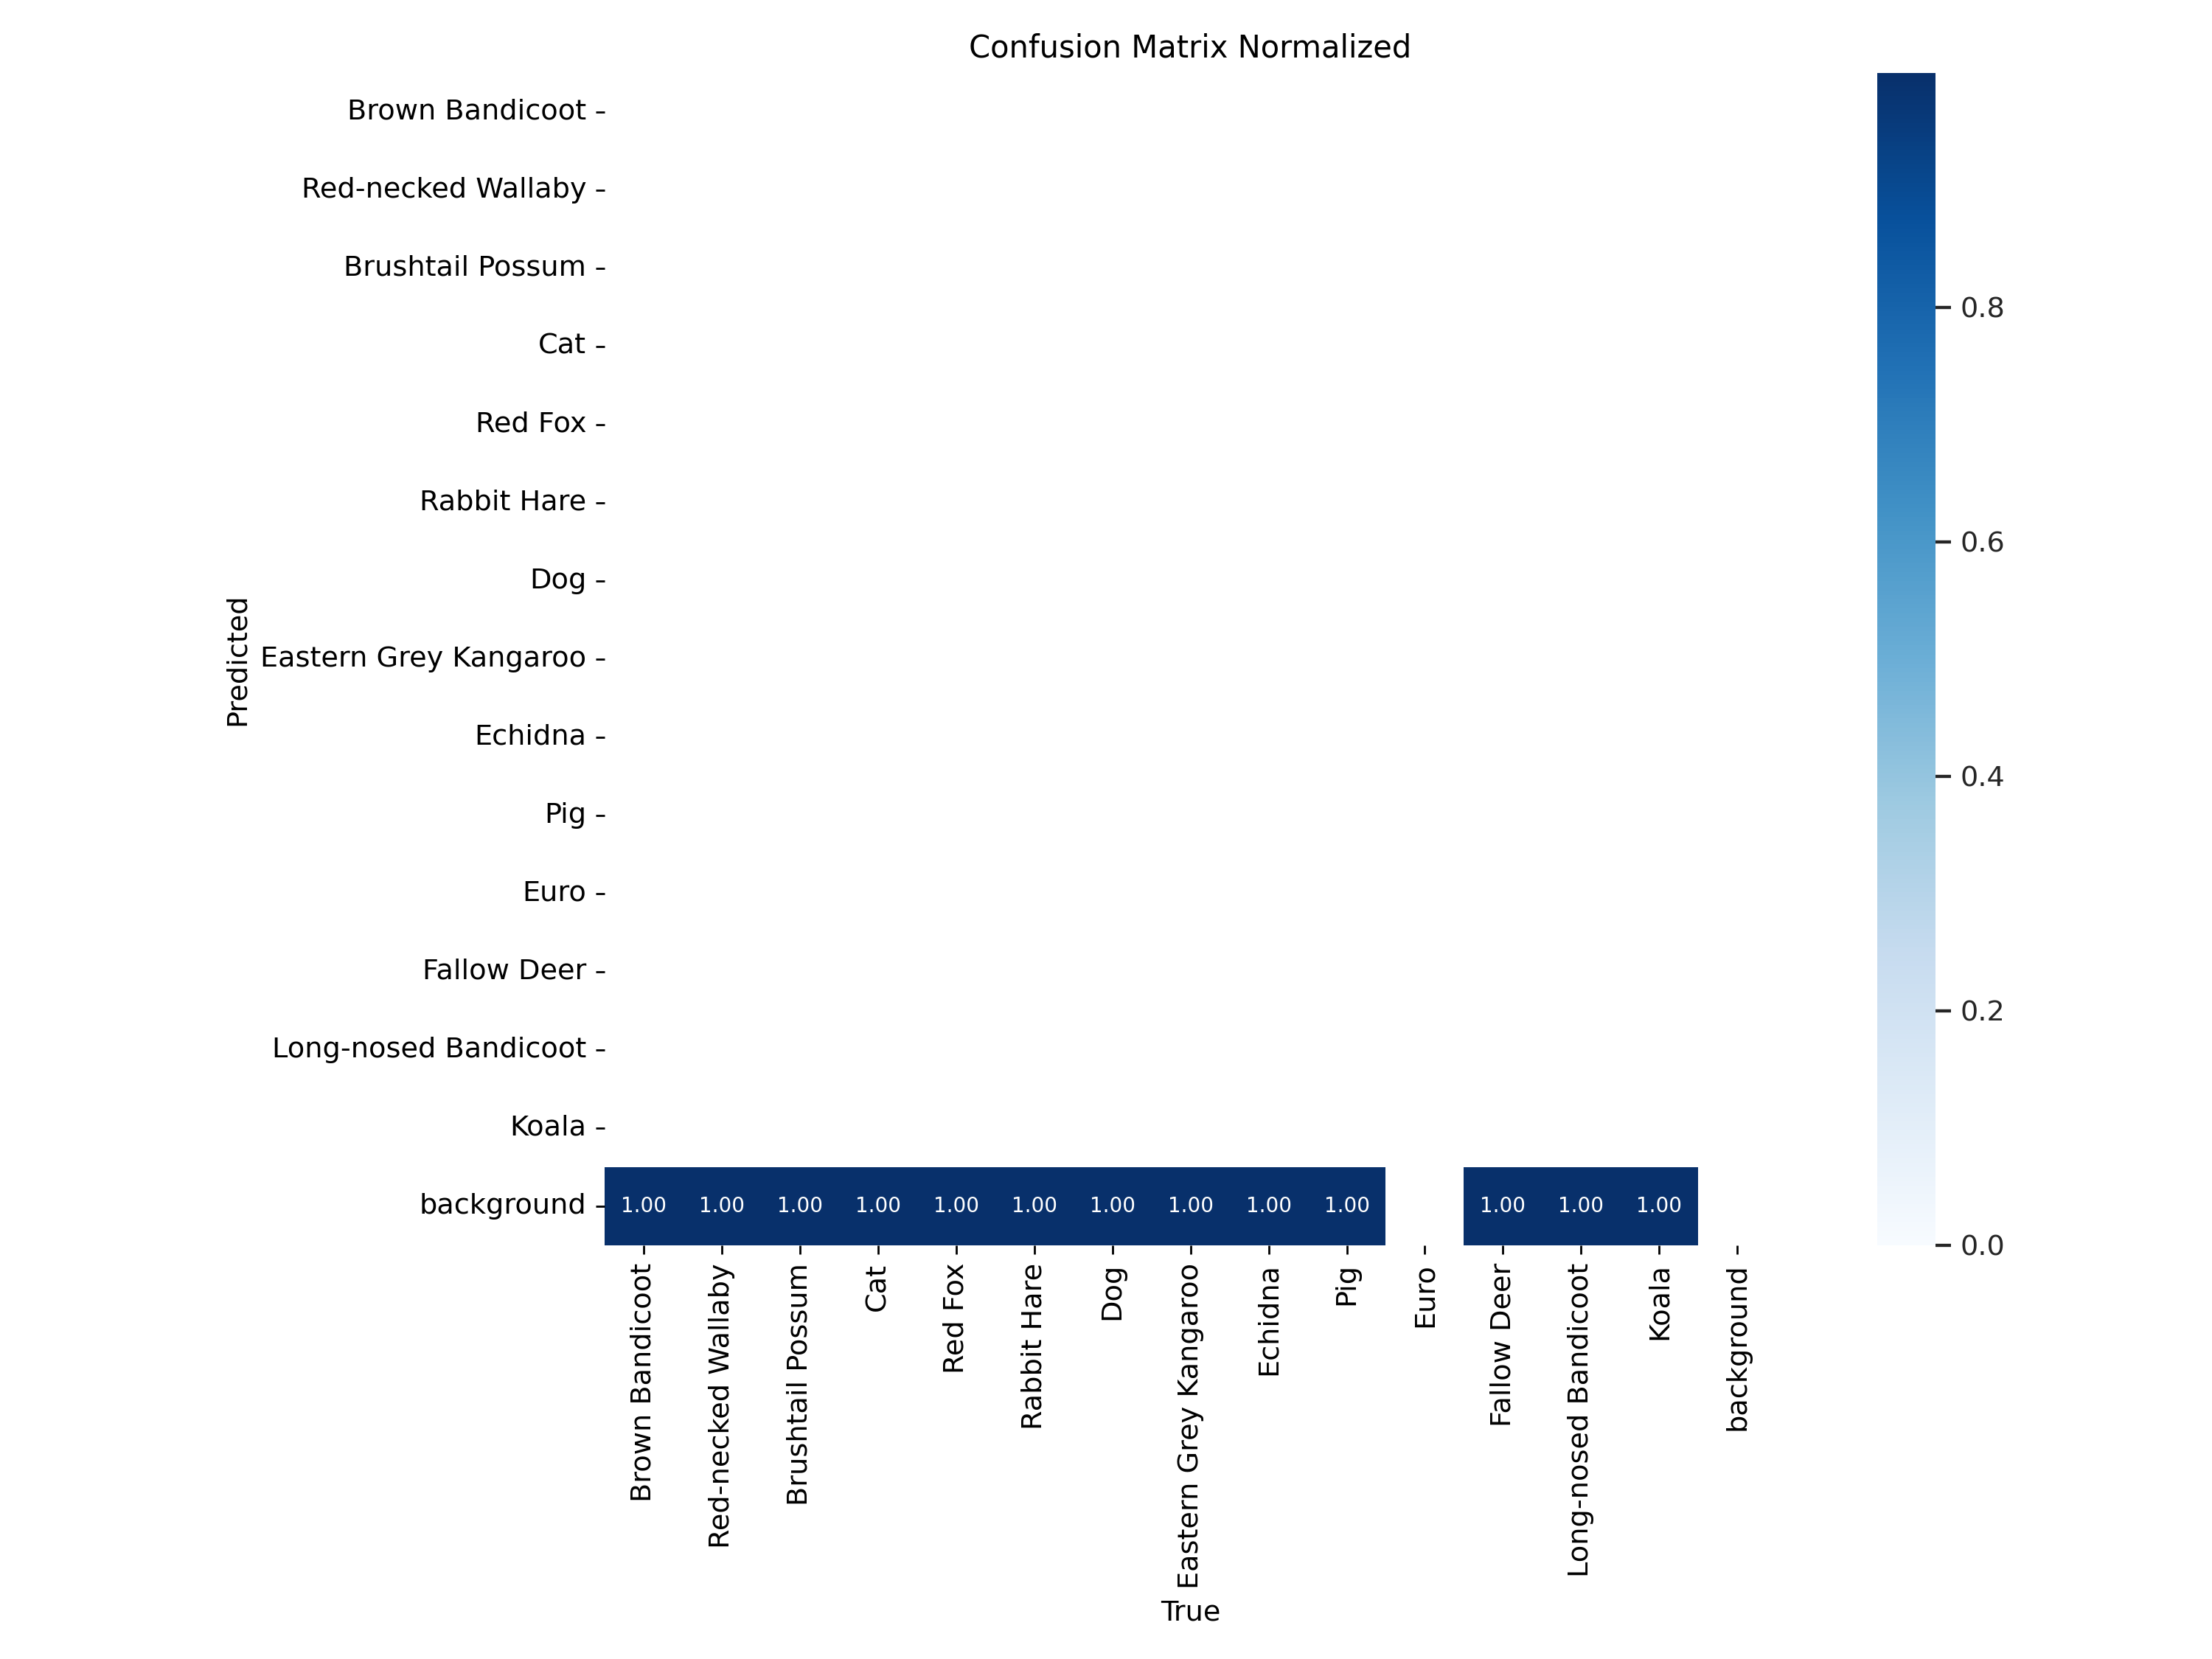 Confusion Matrix Normalized
Predicted
Brown Bandicoot
Red-necked Wallaby
Brushtail Possum
Cat
Red Fox
Rabbit Hare
Dog
Eastern Grey Kangaroo
Echidna
Pig
Euro
Fallow Deer
Long-nosed Bandicoot
Koala
background
1.00 1.00 1.00 1.00 1.00 1.00 1.00 1.00 1.00 1.00 1.00 1.00 1.00
Brown Bandicoot
Red-necked Wallaby
Brushtail Possum
Cat
Red Fox
Rabbit Hare
Dog
Eastern Grey Kangaroo
Echidna
Pig
Euro
Fallow Deer
Long-nosed Bandicoot
Koala
background
True
0.8
0.6
0.4
0.2
0.0